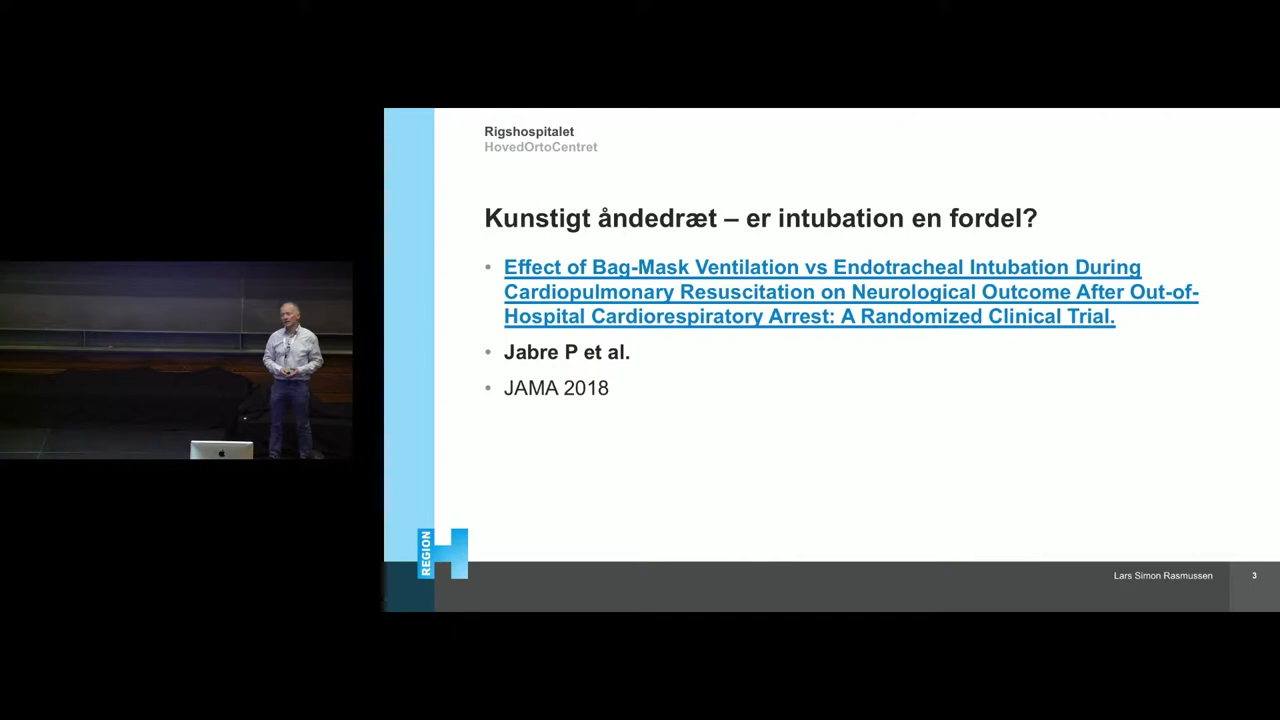 Rigshospitalet
HovedOrtoCentret
Kunstigt åndedræt – er intubation en fordel?
• Effect of Bag-Mask Ventilation vs Endotracheal Intubation During
Cardiopulmonary Resuscitation on Neurological Outcome After Out-of-
Hospital Cardiorespiratory Arrest: A Randomized Clinical Trial.
• Jabre P et al.
• JAMA 2018
REGION H
Lars Simon Rasmussen 3